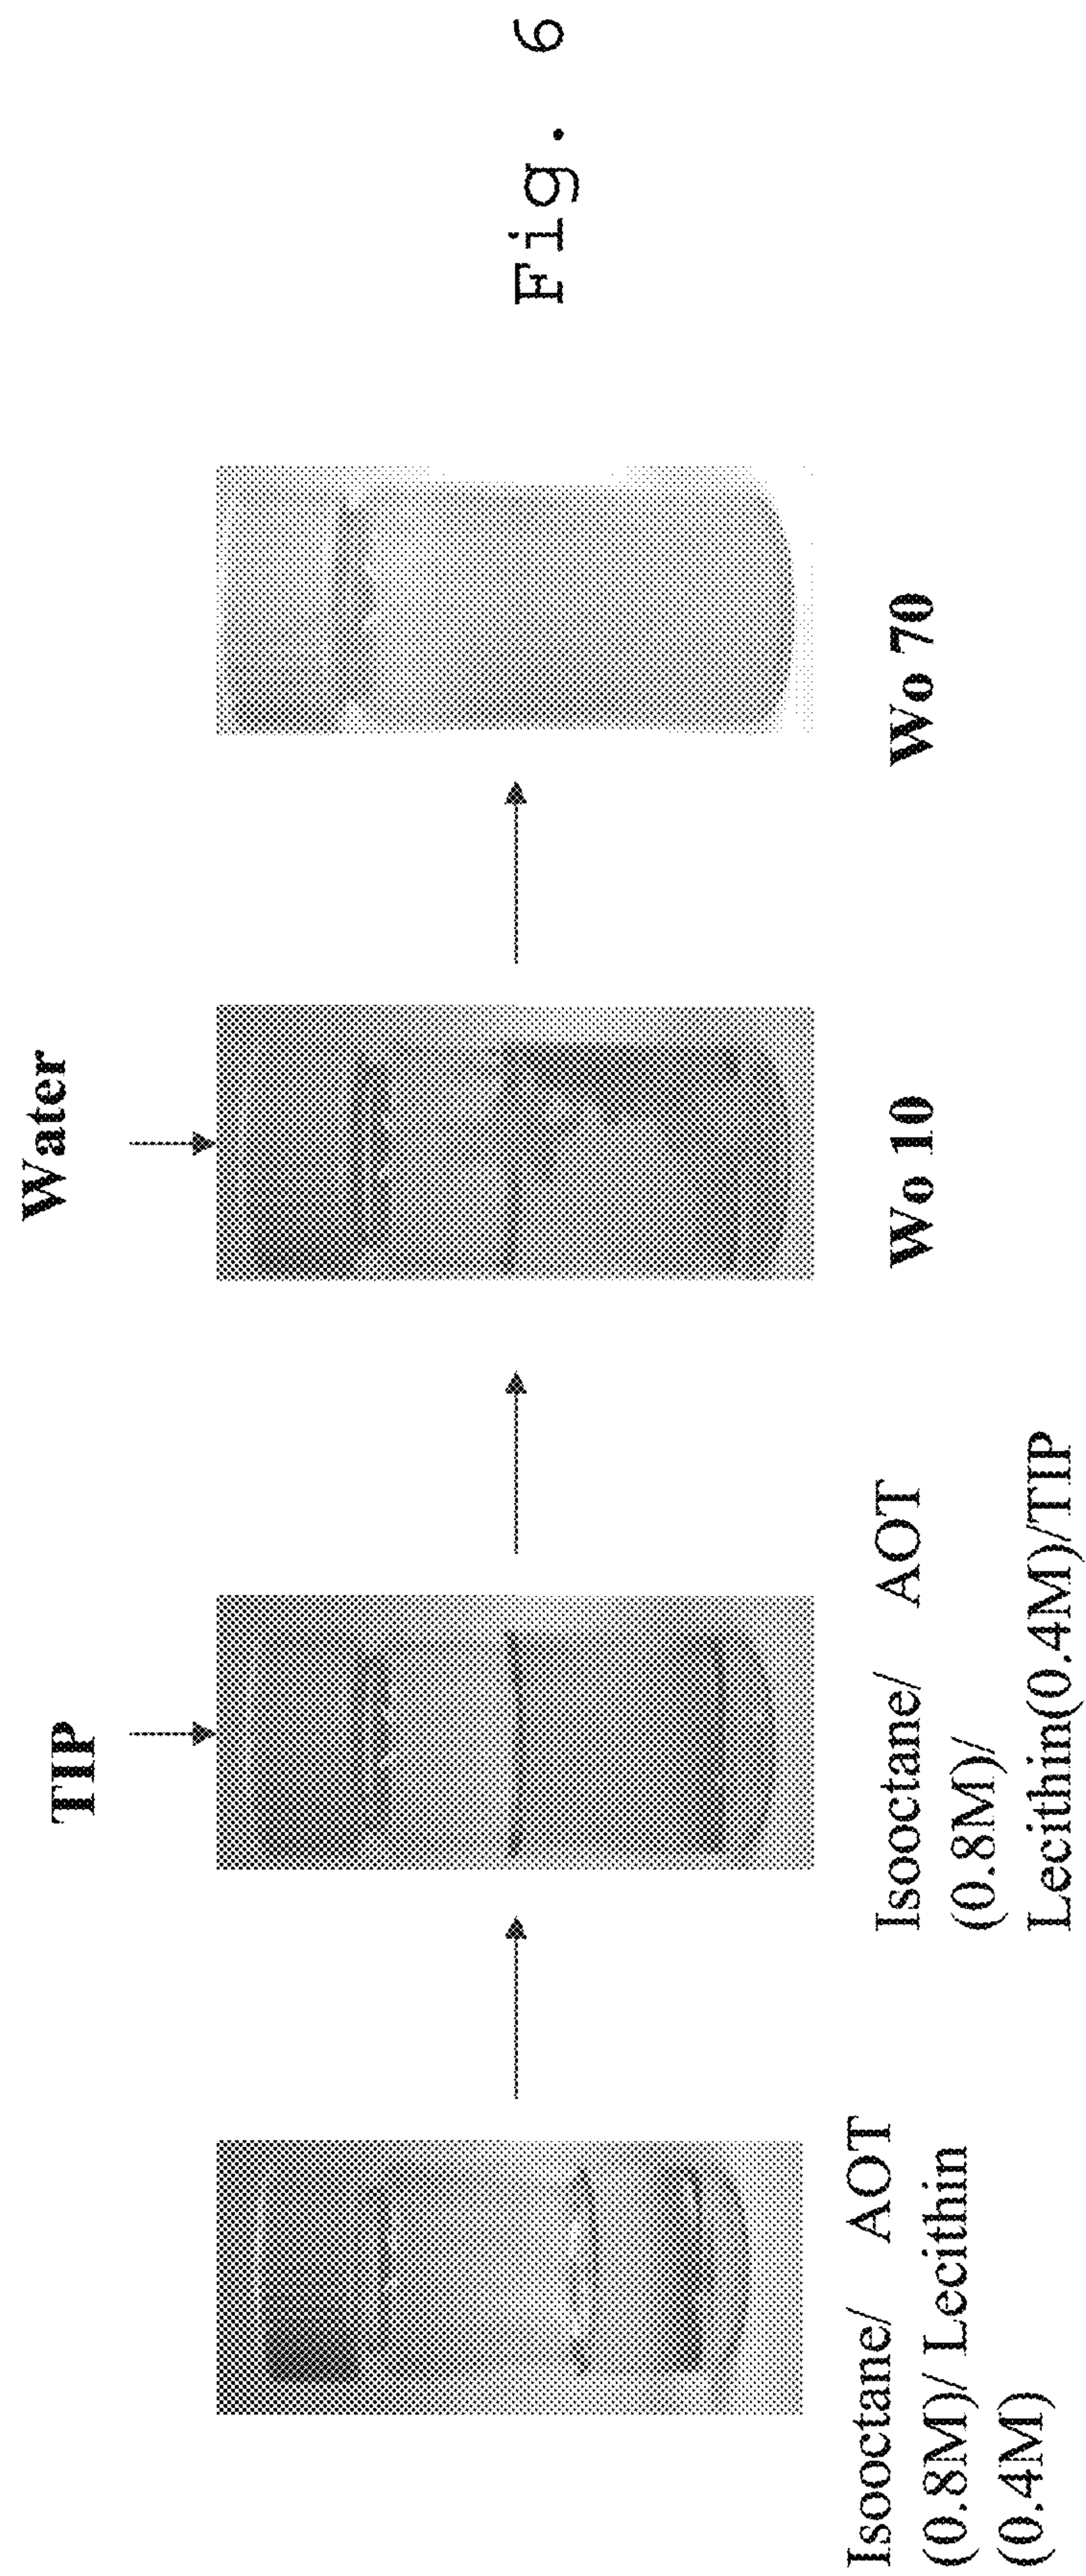 TIP
Water
Isooctane/ AOT
(0.8M)/ Lecithin
(0.4M)
Isooctane/ AOT
(0.8M)/
Lecithin(0.4M)/TIP
Wo 10
Wo 70
Fig. 6